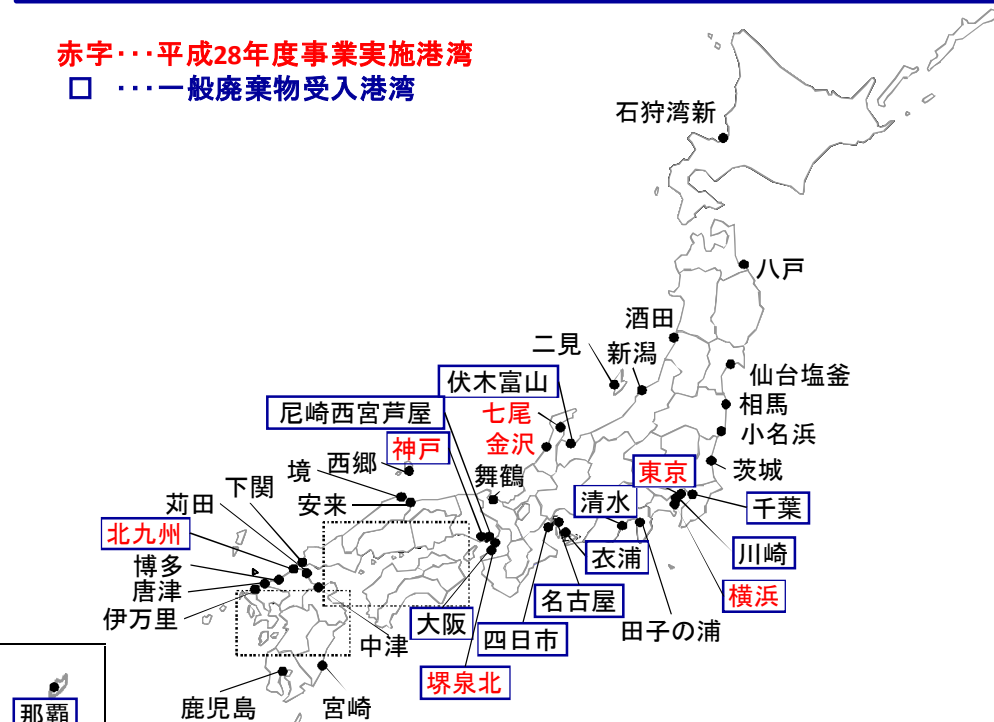 赤字･･･平成28年度事業実施港湾
□ ･･･一般廃棄物受入港湾
石狩湾新
八戸
酒田
二見
新潟
仙台塩釜
伏木富山
相馬
尼崎西宮芦屋
七尾
小名浜
神戸
金沢
茨城
境
西郷
舞鶴
東京
下関
安来
清水
千葉
苅田
北九州
川崎
衣浦
博多
唐津
名古屋
横浜
伊万里
大阪
田子の浦
中津
四日市
堺泉北
鹿児島
宮崎
那覇